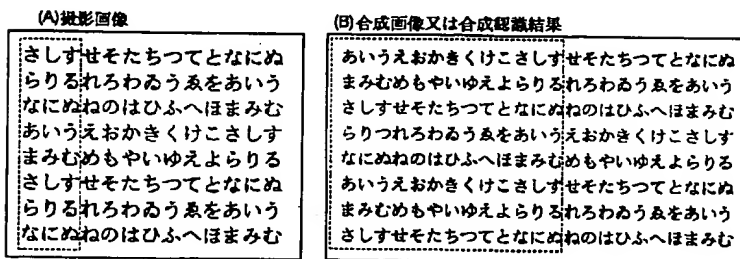 (A)撮影画像
さしすせそたちつてとなにぬ
らりるれろわゐうゑをあいう
なにぬねのはひふへほまみむ
あいうえおかきくけこさしす
まみむめもやいゆえよらりる
さしすせそたちつてとなにぬ
らりるれろわゐうゑをあいう
なにぬねのはひふへほまみむ
(B)合成画像又は合成認識結果
あいうえおかきくけこさしすせそたちつてとなにぬ
まみむめもやいゆえよらりるれろわゐうゑをあいう
さしすせそたちつてとなにぬねのはひふへほまみむ
らりつれろわゐうゑをあいうえおかきくけこさしす
なにぬねのはひふへほまみむめもやいゆえよらりる
あいうえおかきくけこさしすせそたちつてとなにぬ
まみむめもやいゆえよらりるれろわゐうゑをあいう
さしすせそたちつてとなにぬねのはひふへほまみむ